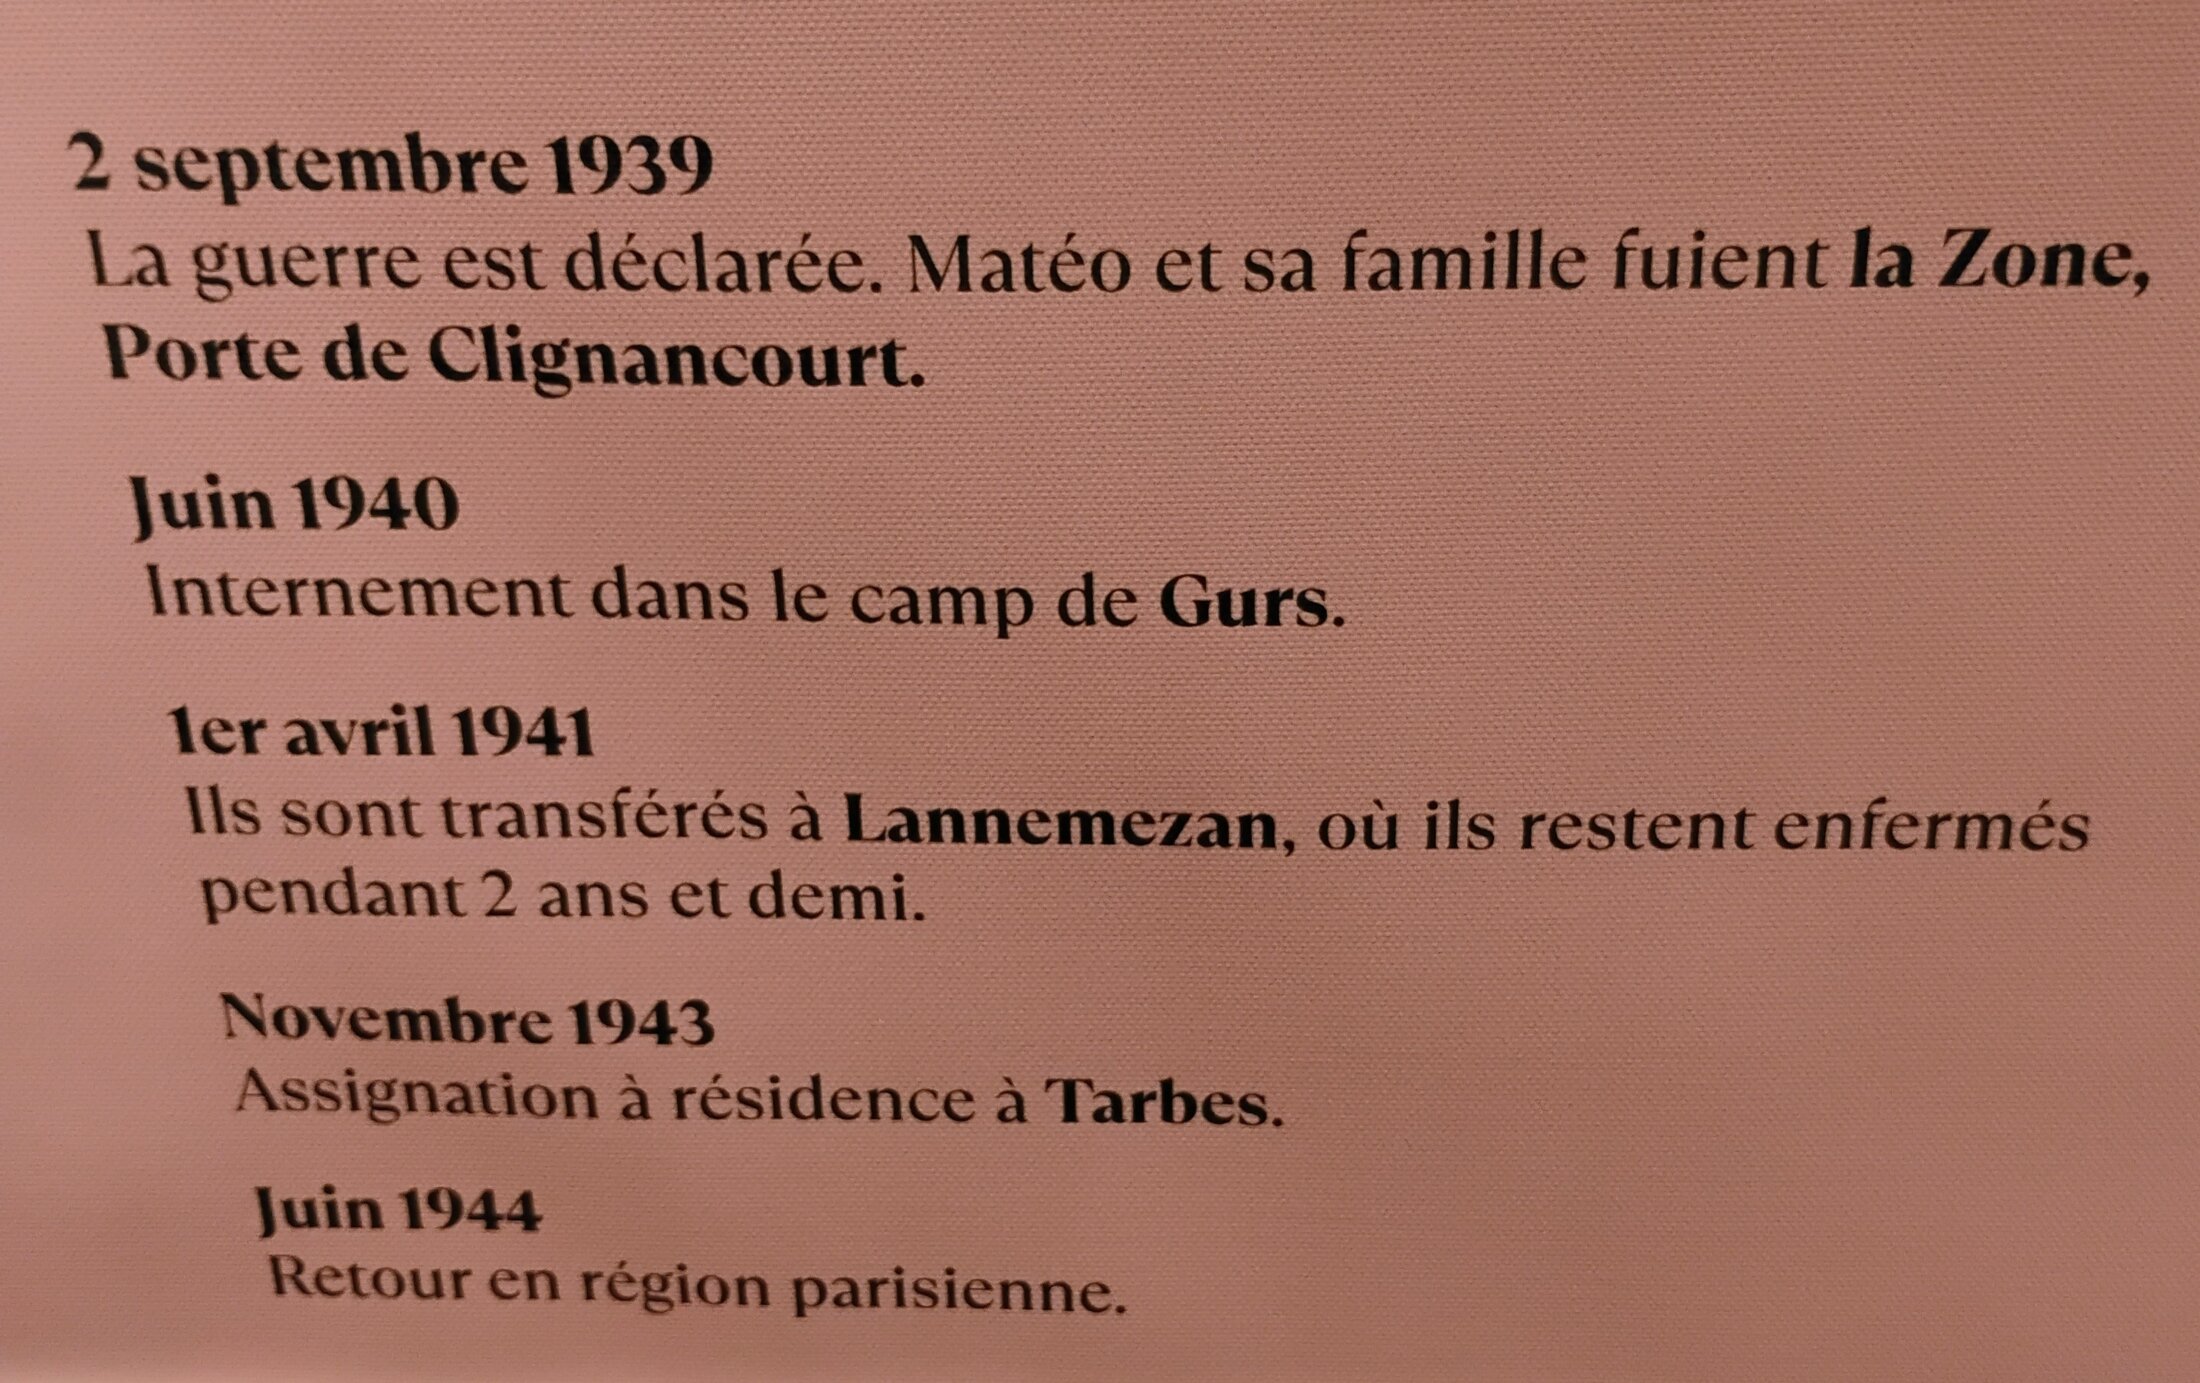 2 septembre 1939
La guerre est déclarée. Matéo et sa famille fuient la Zone,
Porte de Clignancourt.
Juin 1940
Internement dans le camp de Gurs.
1er avril 1941
Ils sont transférés à Lannemezan, où ils restent enfermés
pendant 2 ans et demi.
Novembre 1943
Assignation à résidence à Tarbes.
Juin 1944
Retour en région parisienne.